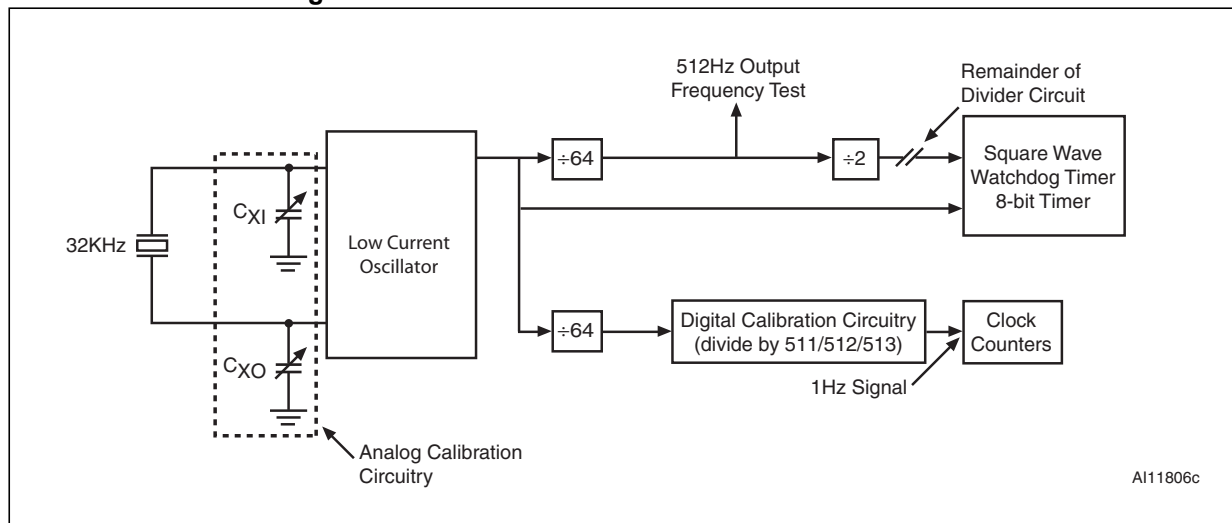 512Hz Output
Frequency Test
Remainder of
Divider Circuit
÷64
÷2
Square Wave
Watchdog Timer
8-bit Timer
CXI
32KHz
Low Current
Oscillator
÷64
Digital Calibration Circuitry
(divide by 511/512/513)
Clock
Counters
CXO
1Hz Signal
Analog Calibration
Circuitry
AI11806c